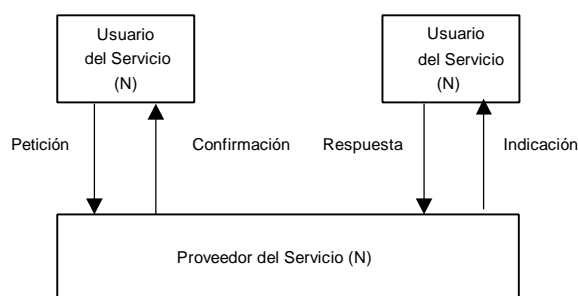 Usuario
del Servicio
(N)
Usuario
del Servicio
(N)
Petición
Confirmación
Respuesta
Indicación
Proveedor del Servicio (N)